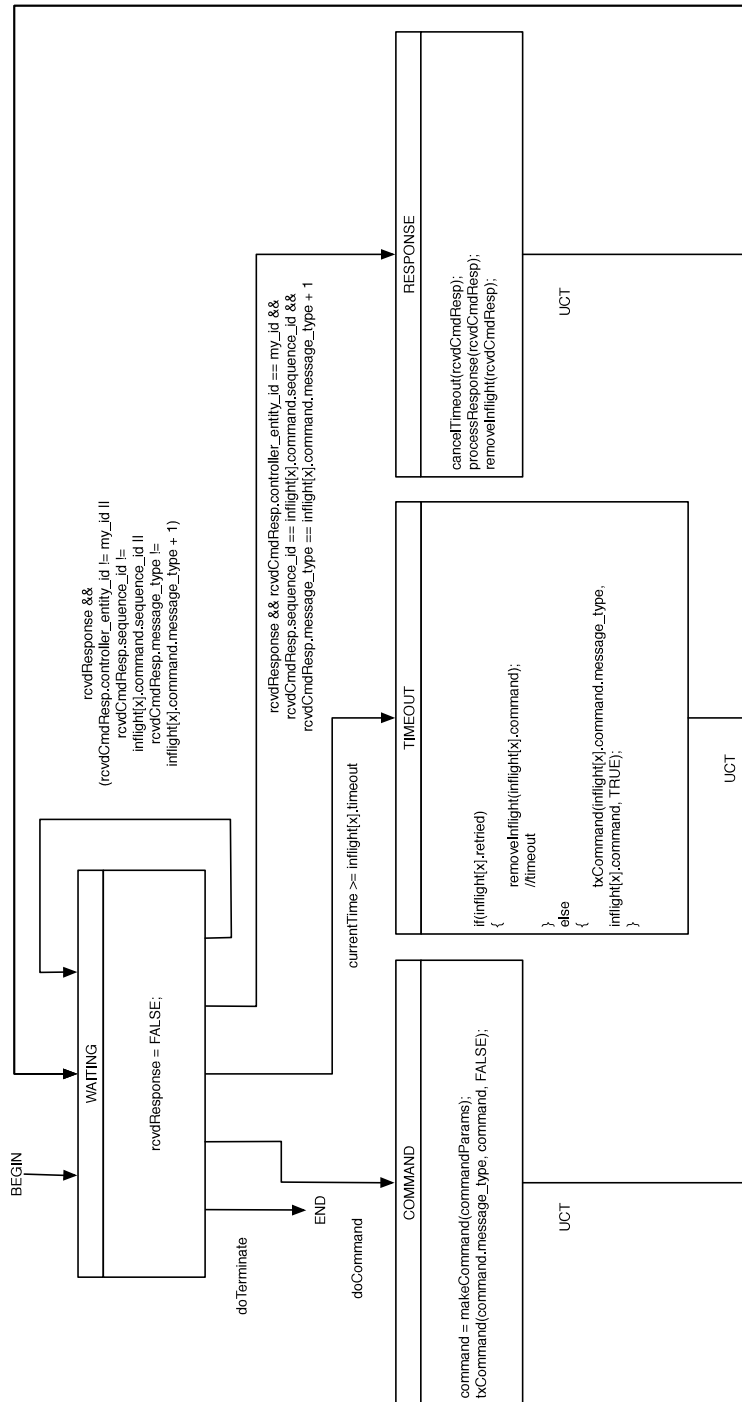 BEGIN
WAITING
rcvdResponse = FALSE;
rcvdResponse &&
(rcvdCmdResp.controller_entity_id != my_id ||
rcvdCmdResp.sequence_id !=
inflight[x].command.sequence_id ||
rcvdCmdResp.message_type !=
inflight[x].command.message_type + 1)
doTerminate
END
doCommand
currentTime >= inflight[x].timeout
rcvdResponse && rcvdCmdResp.controller_entity_id == my_id &&
rcvdCmdResp.sequence_id == inflight[x].command.sequence_id &&
rcvdCmdResp.message_type == inflight[x].command.message_type + 1
COMMAND
command = makeCommand(commandParams);
txCommand(command.message_type, command, FALSE);
UCT
TIMEOUT
if(inflight[x].retried)
{
removeInflight(inflight[x].command);
//timeout
}
else
{
txCommand(inflight[x].command.message_type,
inflight[x].command, TRUE);
}
UCT
RESPONSE
cancelTimeout(rcvdCmdResp);
processResponse(rcvdCmdResp);
removeInflight(rcvdCmdResp);
UCT